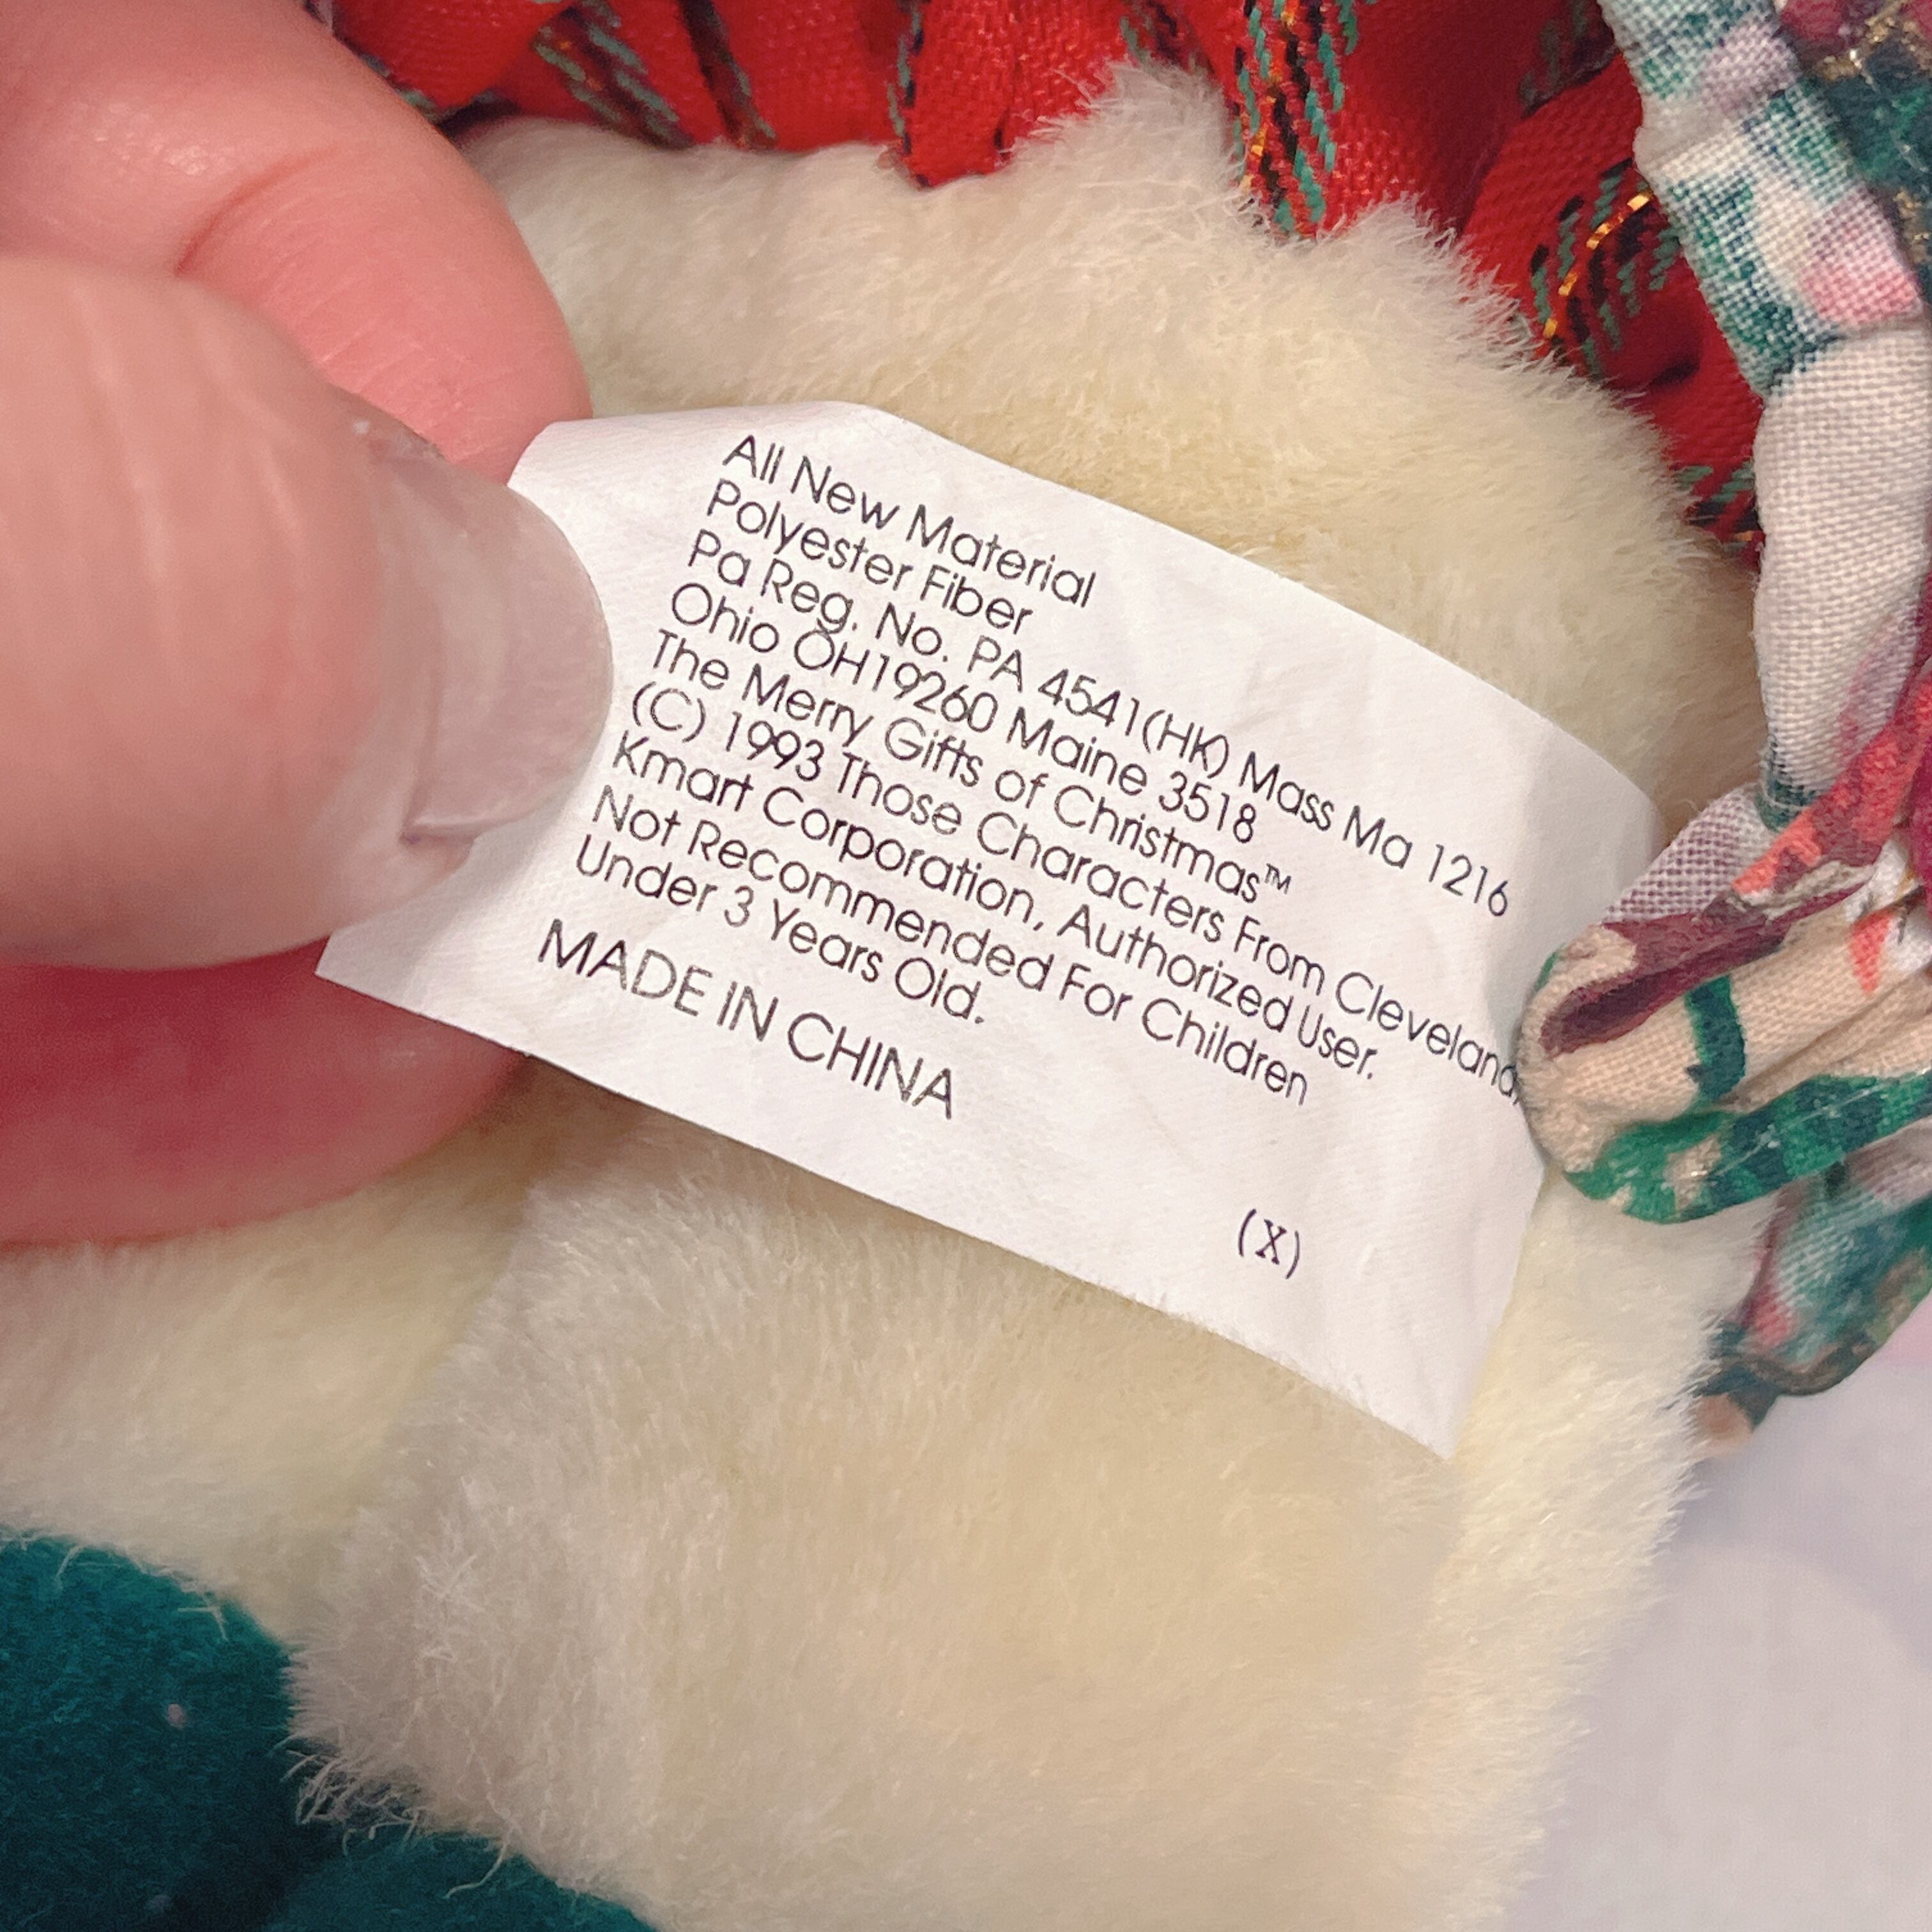 All New Material
Polyester Fiber
Pa Reg. No. PA 4541(HK) Mass Ma 1216
Ohio OH19260 Maine 3518
The Merry Gifts of Christmas™
(C) 1993 Those Characters From Cleveland,
Kmart Corporation, Authorized User.
Not Recommended For Children
Under 3 Years Old.
MADE IN CHINA
(X)